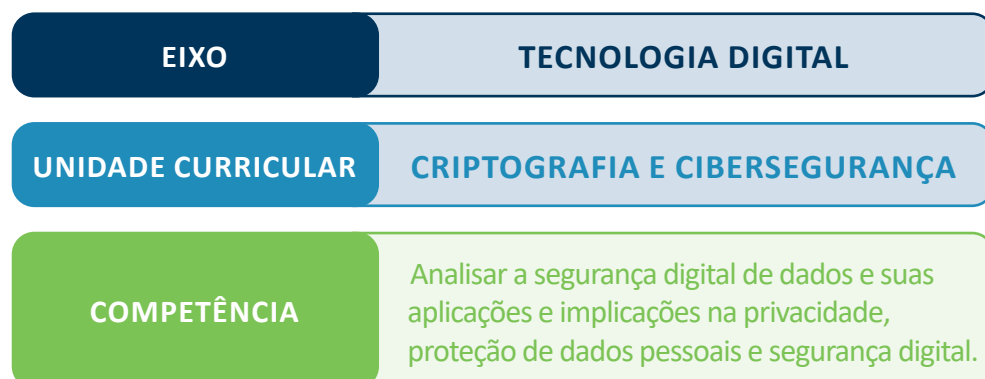 EIXO
TECNOLOGIA DIGITAL
UNIDADE CURRICULAR
CRIPTOGRAFIA E CIBERSEGURANÇA
COMPETÊNCIA
Analisar a segurança digital de dados e suas
aplicações e implicações na privacidade,
proteção de dados pessoais e segurança digital.